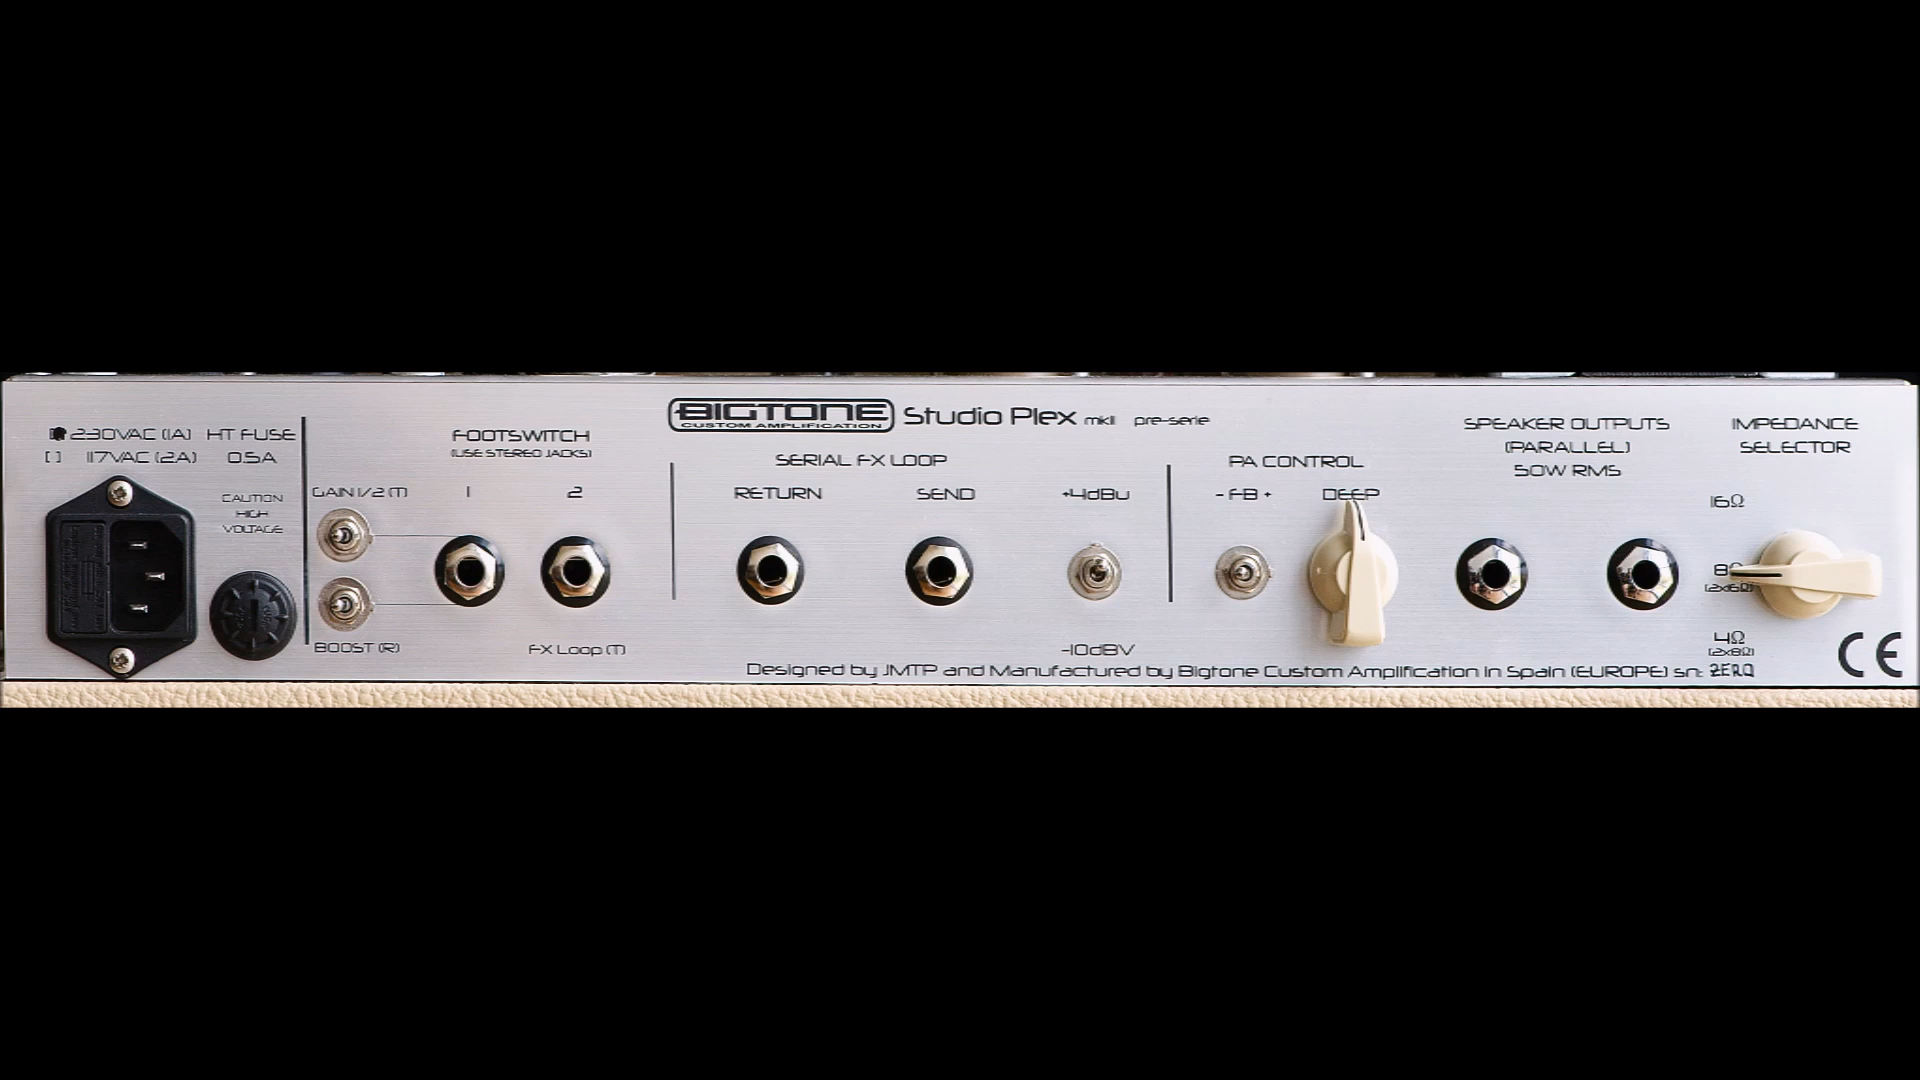 230VAC (1A) HT FUSE
[ ] 117VAC (2A) 0.5A
CAUTION
HIGH
VOLTAGE
GAIN 1/2 (T)
BOOST (R)
FOOTSWITCH
(USE STEREO JACKS)
1 2
FX Loop (T)
BIGTONE
CUSTOM AMPLIFICATION
Studio Plex mkII pre-serie
SERIAL FX LOOP
RETURN SEND +4dBu
-10dBV
PA CONTROL
- FB + DEEP
SPEAKER OUTPUTS
(PARALLEL)
50W RMS
IMPEDANCE
SELECTOR
16Ω
8Ω
(2x16Ω)
4Ω
(2x8Ω)
CE
Designed by JMTP and Manufactured by Bigtone Custom Amplification in Spain (EUROPE) sn: ZERO